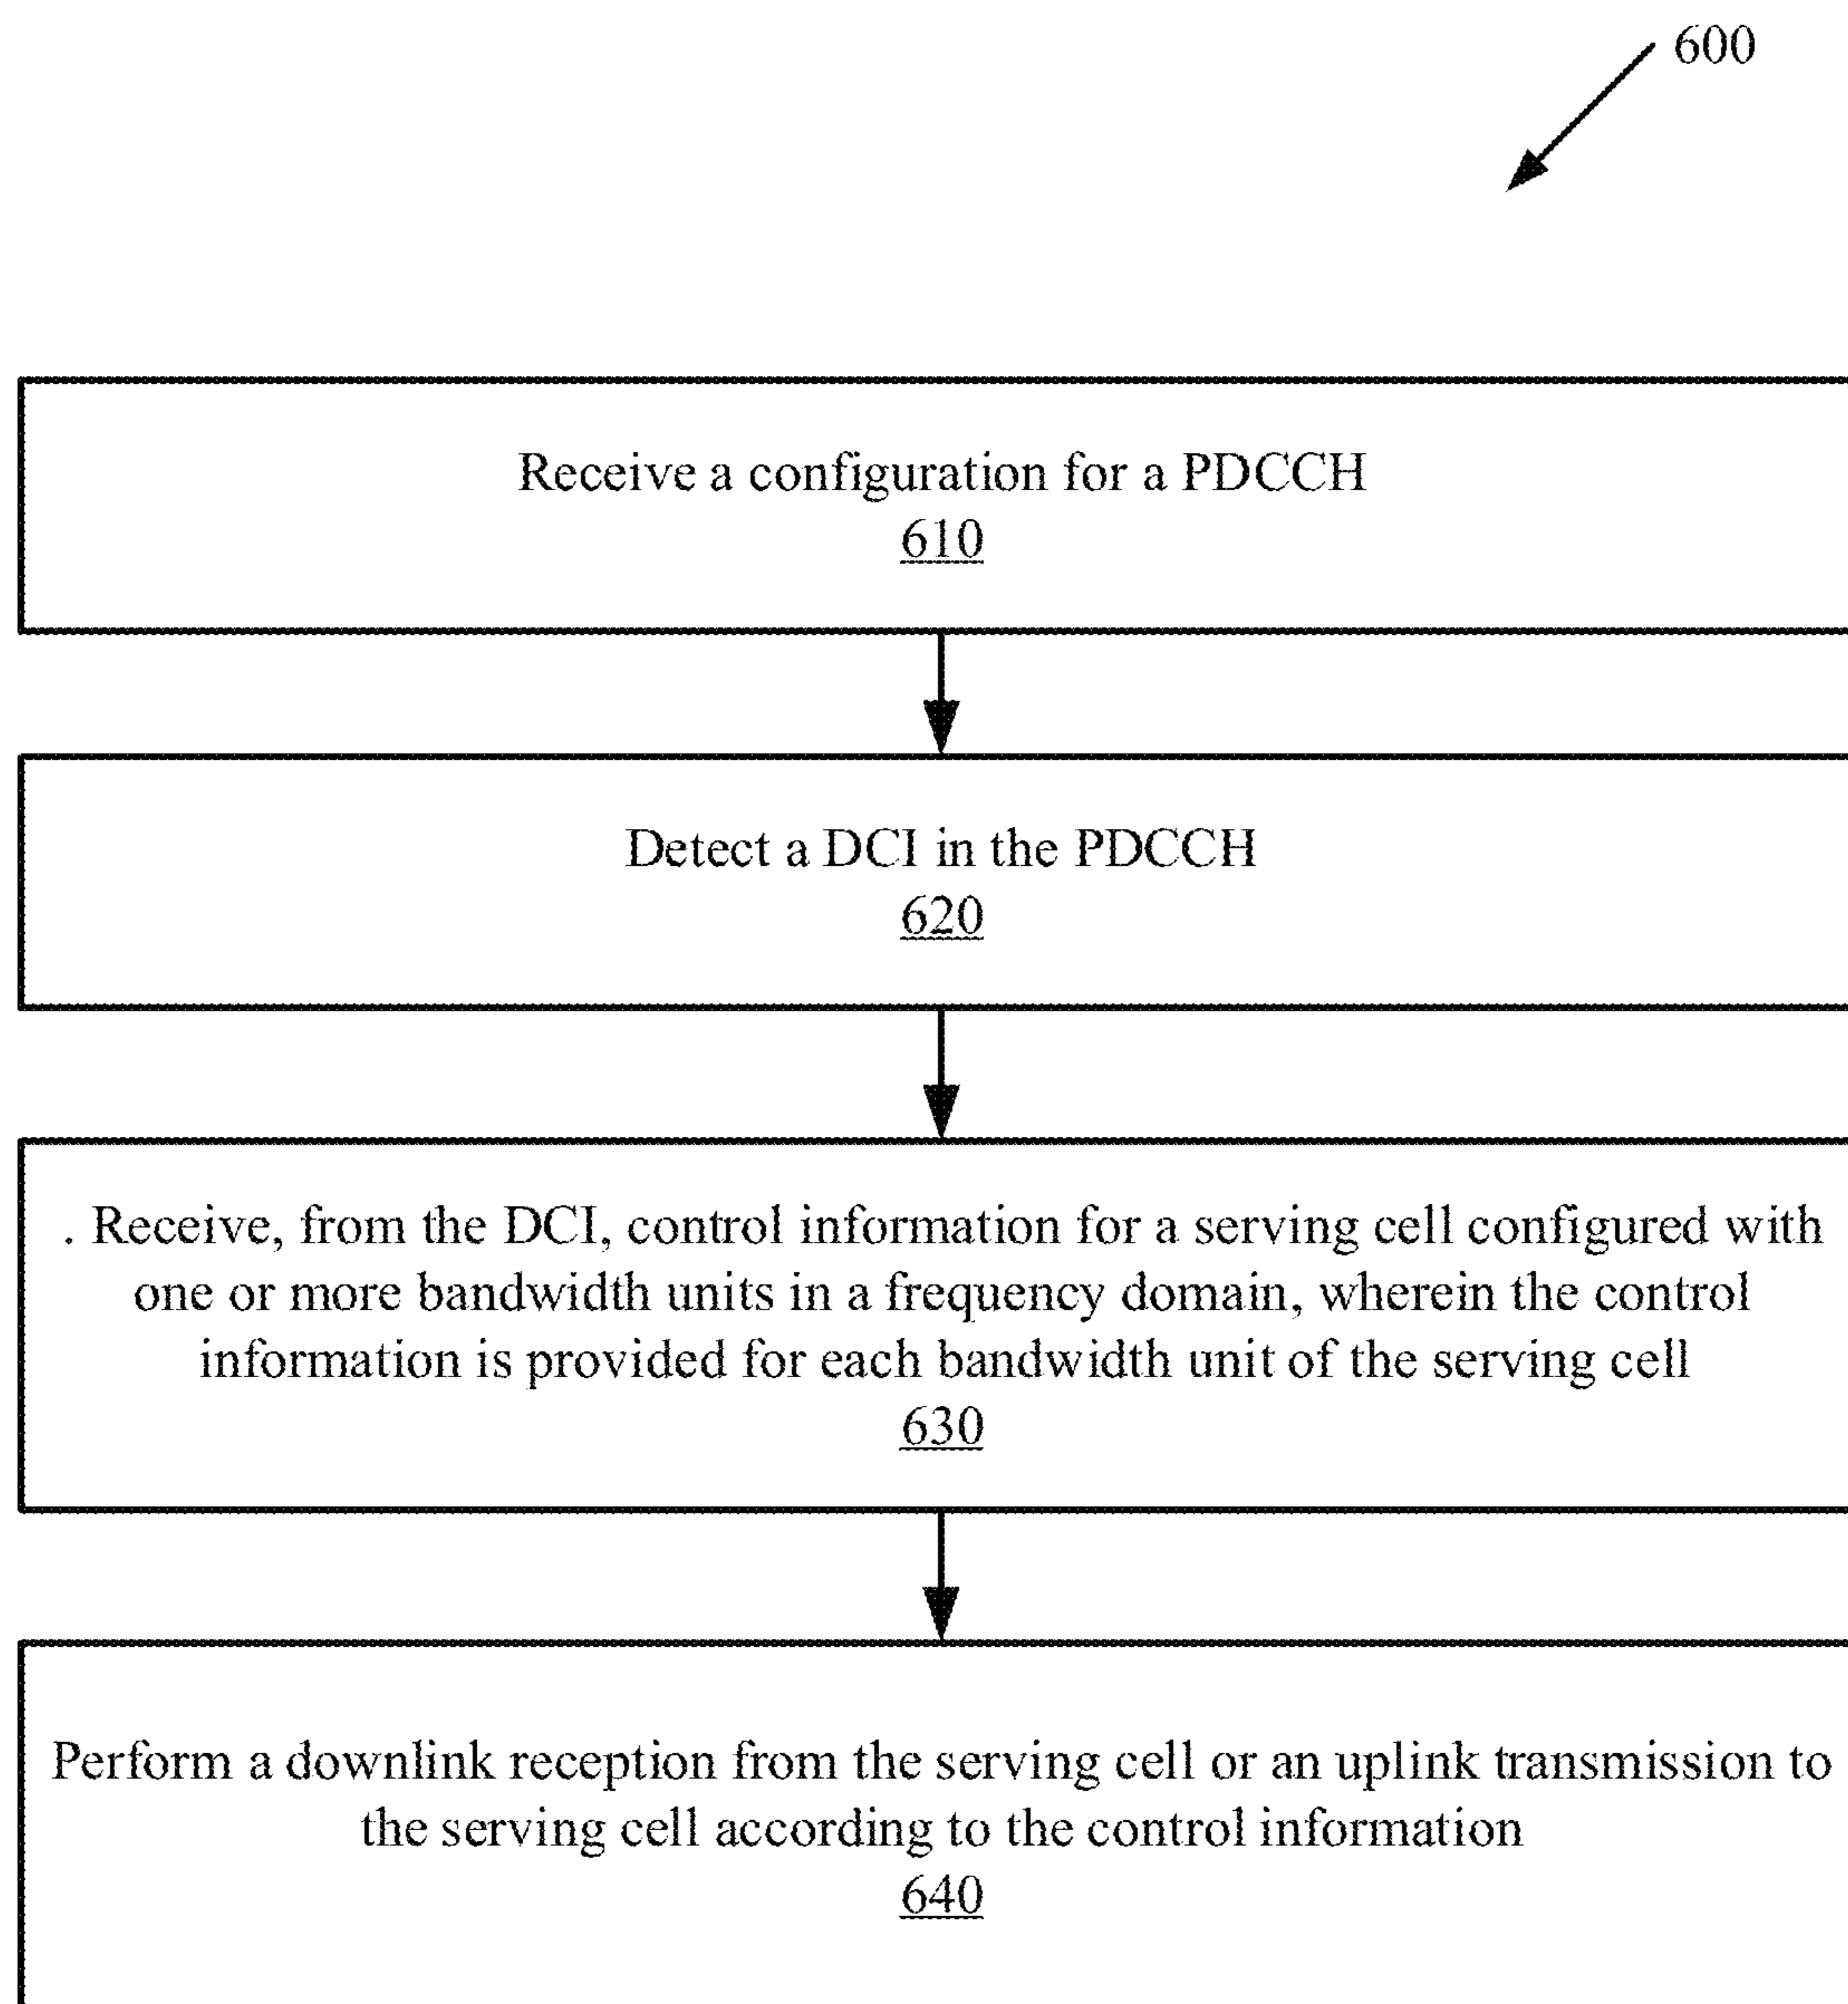 600
Receive a configuration for a PDCCH
610
Detect a DCI in the PDCCH
620
. Receive, from the DCI, control information for a serving cell configured with
one or more bandwidth units in a frequency domain, wherein the control
information is provided for each bandwidth unit of the serving cell
630
Perform a downlink reception from the serving cell or an uplink transmission to
the serving cell according to the control information
640